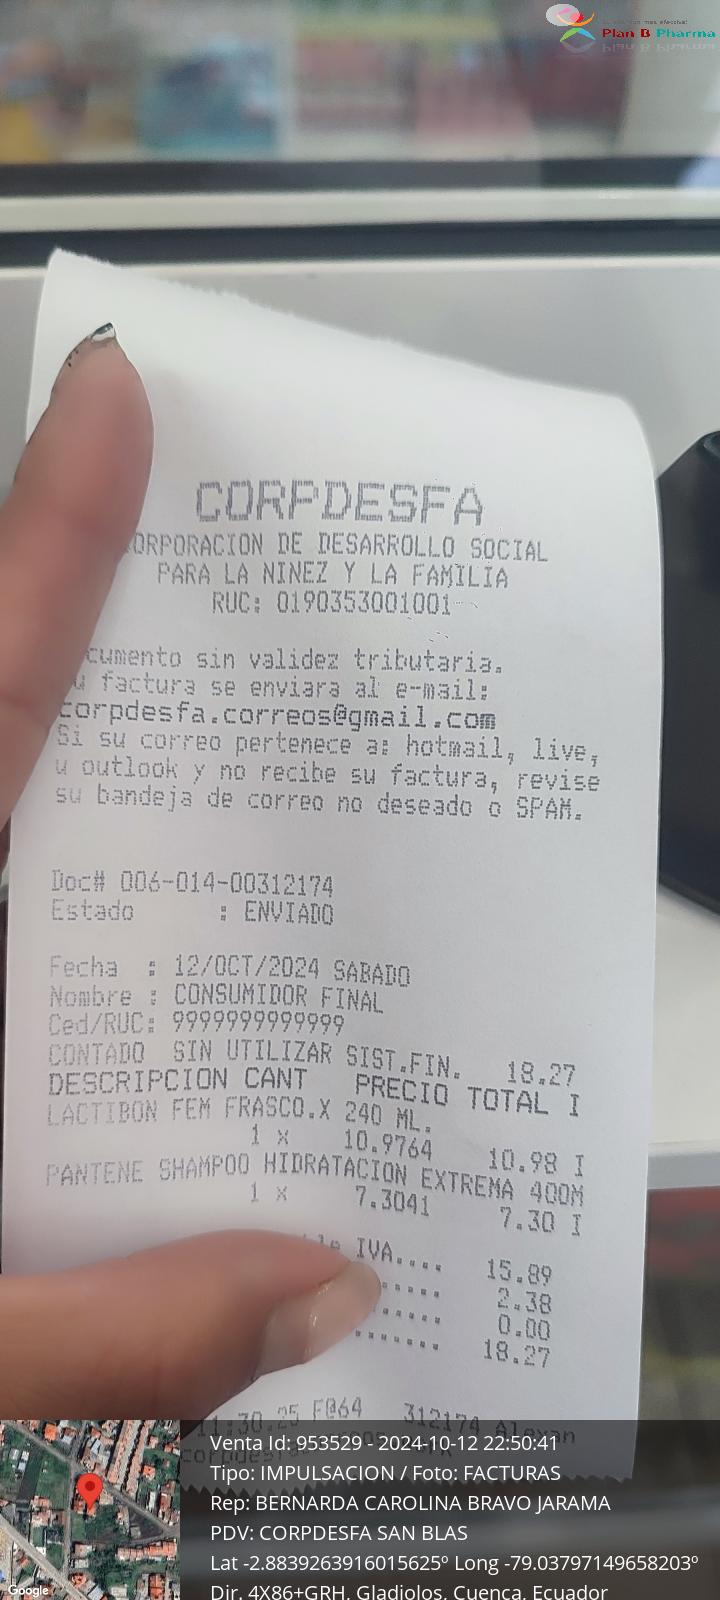 Plan B Pharma
CORPDESFA
ORPORACION DE DESARROLLO SOCIAL
PARA LA NINEZ Y LA FAMILIA
RUC: 0190353001001
cumento sin validez tributaria.
u factura se enviara al e-mail:
corpdesfa.correos@gmail.com
Si su correo pertenece a: hotmail, live,
u outlook y no recibe su factura, revise
su bandeja de correo no deseado o SPAM.
Doc# 006-014-00312174
Estado : ENVIADO
Fecha : 12/OCT/2024 SABADO
Nombre : CONSUMIDOR FINAL
Ced/RUC: 9999999999999
CONTADO SIN UTILIZAR SIST.FIN. 18.27
DESCRIPCION CANT PRECIO TOTAL I
LACTIBON FEM FRASCO.X 240 ML.
1 x 10.9764 10.98 I
PANTENE SHAMPOO HIDRATACION EXTREMA 400M
1 x 7.3041 7.30 I
IVA.... 15.89
..... 2.38
..... 0.00
....... 18.27
11:30.25 F@64 312174 Alexan
Venta Id: 953529 - 2024-10-12 22:50:41
Tipo: IMPULSACION / Foto: FACTURAS
Rep: BERNARDA CAROLINA BRAVO JARAMA
PDV: CORPDESFA SAN BLAS
Lat -2.8839263916015625º Long -79.03797149658203º
Dir. 4X86+GRH, Gladiolos, Cuenca, Ecuador
Google